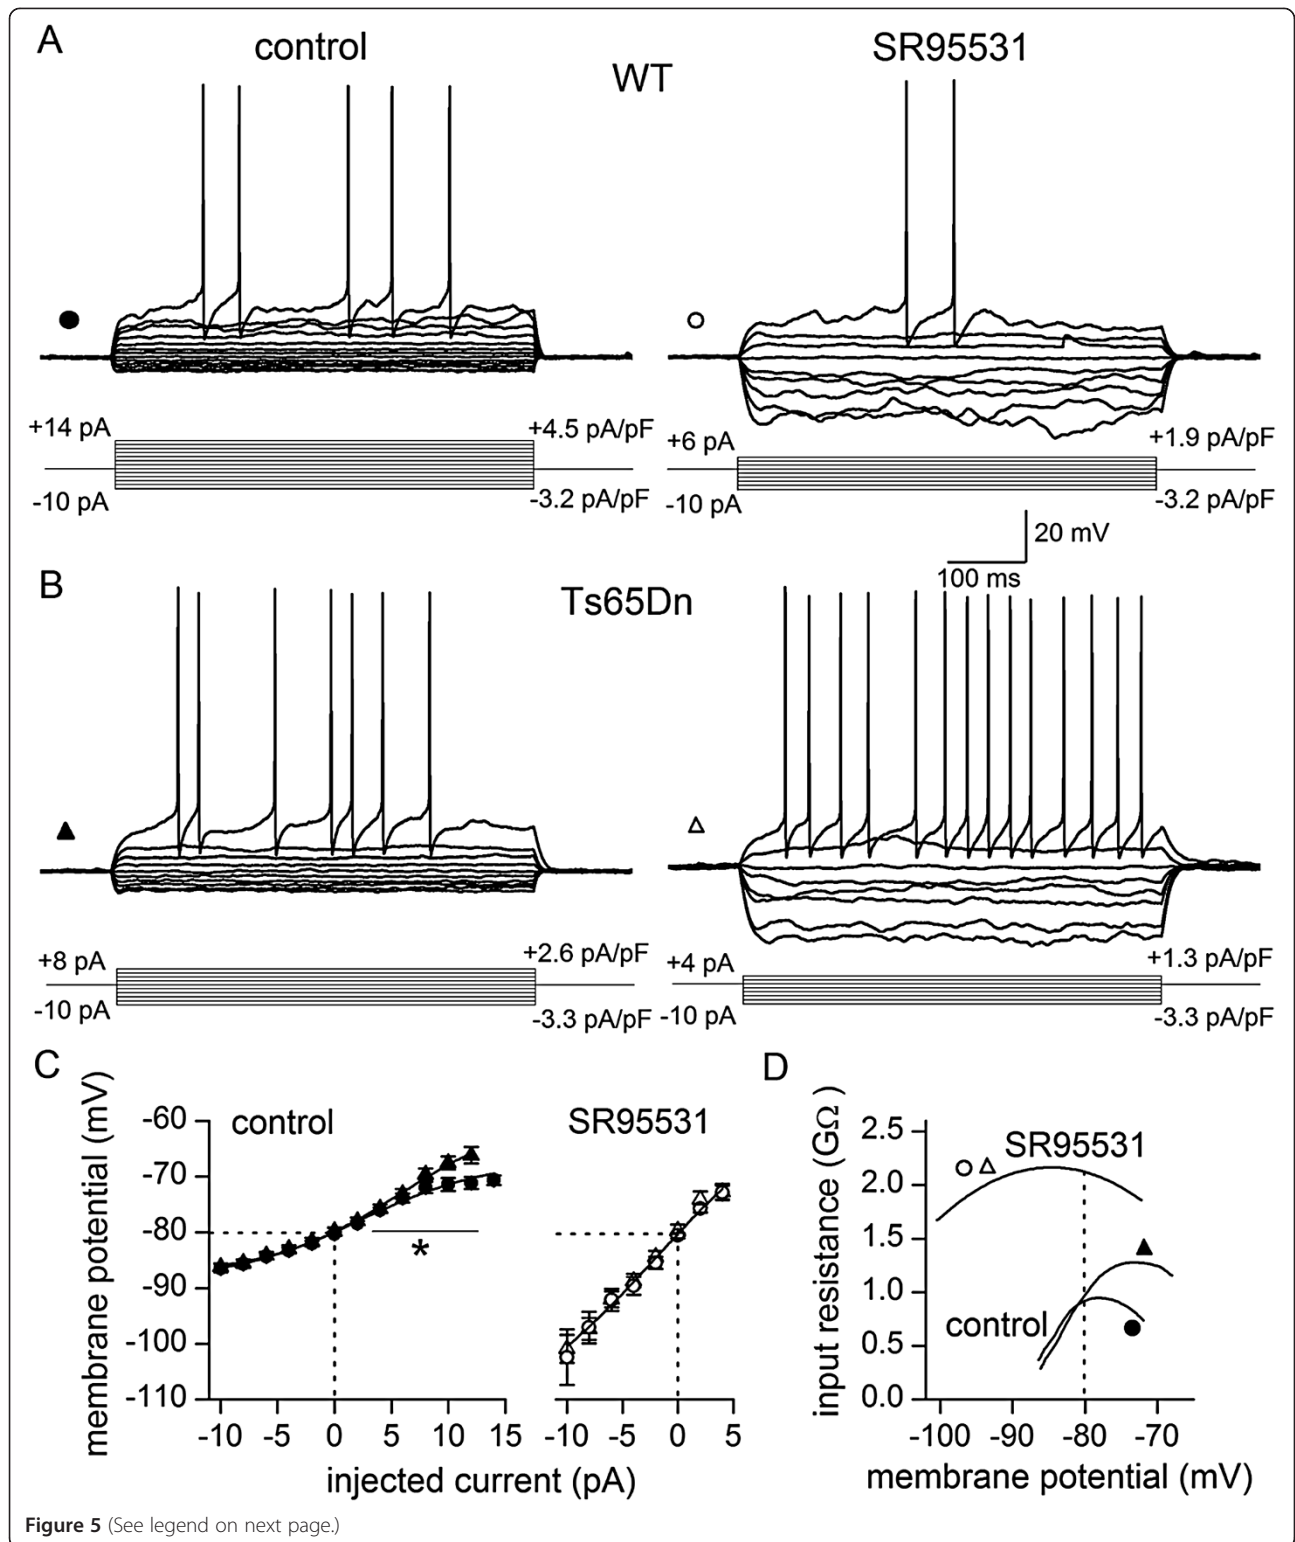 A
control
WT
SR95531
+14 pA
-10 pA
+4.5 pA/pF
-3.2 pA/pF
+6 pA
-10 pA
+1.9 pA/pF
-3.2 pA/pF
20 mV
100 ms
B
Ts65Dn
+8 pA
-10 pA
+2.6 pA/pF
-3.3 pA/pF
+4 pA
-10 pA
+1.3 pA/pF
-3.3 pA/pF
C
membrane potential (mV)
-60
-70
-80
-90
-100
-110
control
*
-10 -5 0 5 10 15
SR95531
-10 -5 0 5
injected current (pA)
D
input resistance (GΩ)
2.5
2.0
1.5
1.0
0.5
0.0
SR95531
control
-100 -90 -80 -70
membrane potential (mV)
Figure 5 (See legend on next page.)